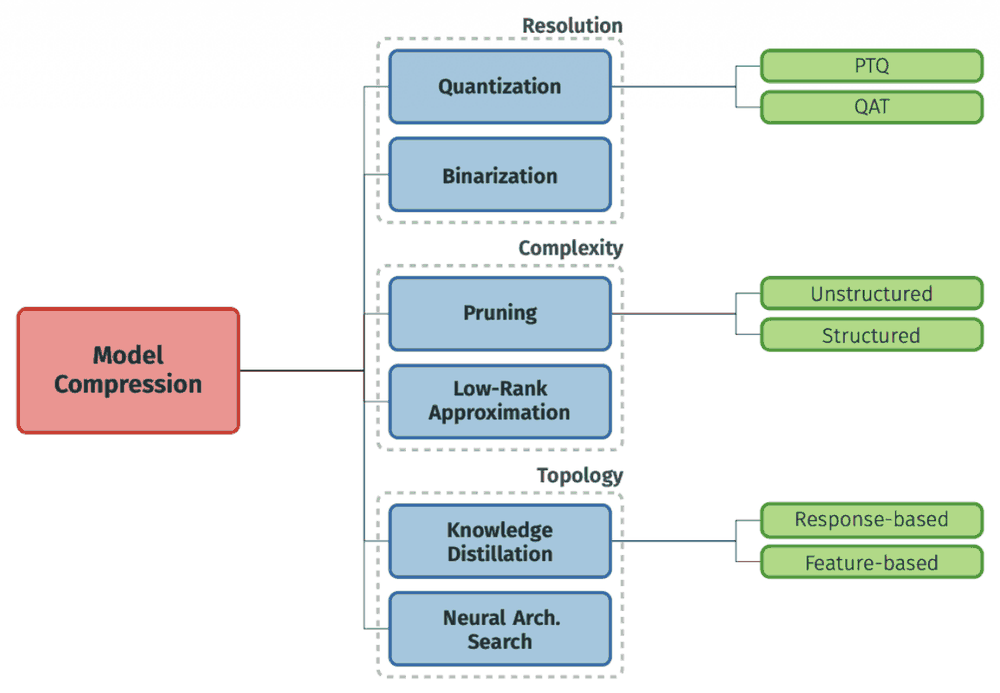 Resolution
Quantization
PTQ
QAT
Binarization
Complexity
Pruning
Unstructured
Structured
Model
Compression
Low-Rank
Approximation
Topology
Knowledge
Distillation
Response-based
Feature-based
Neural Arch.
Search